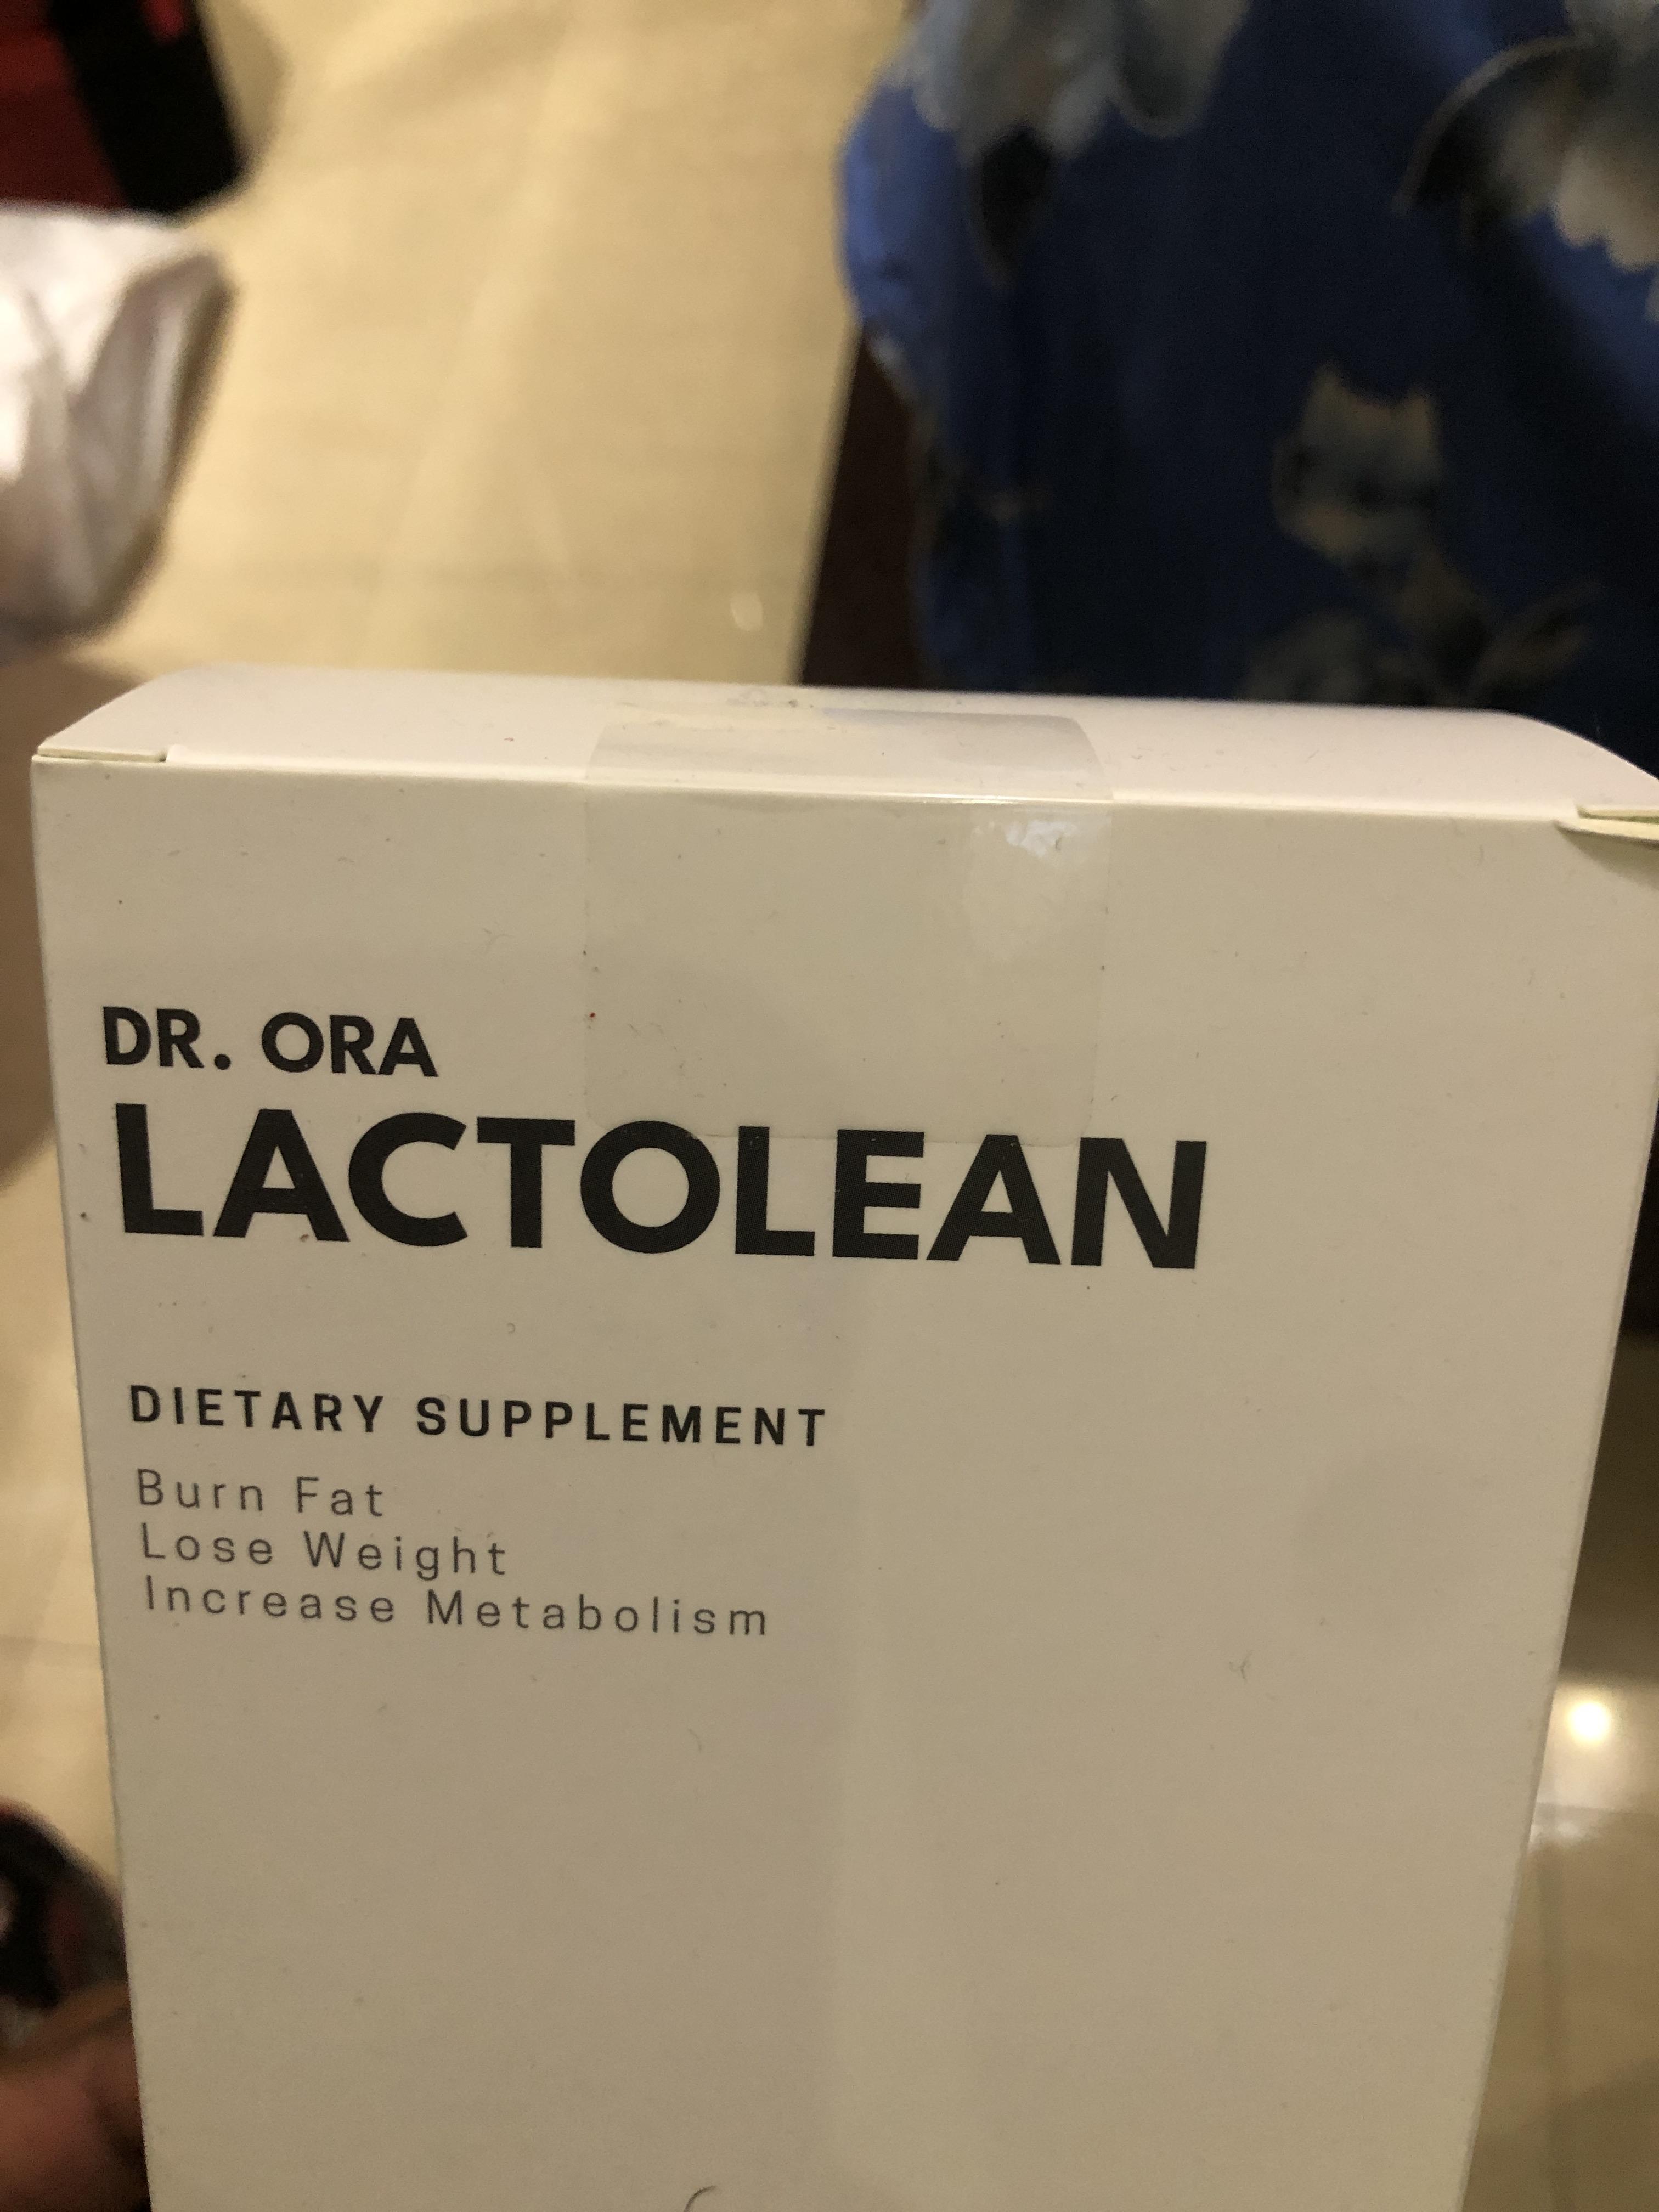 DR. ORA
LACTOLEAN
DIETARY SUPPLEMENT
Burn Fat
Lose Weight
Increase Metabolism